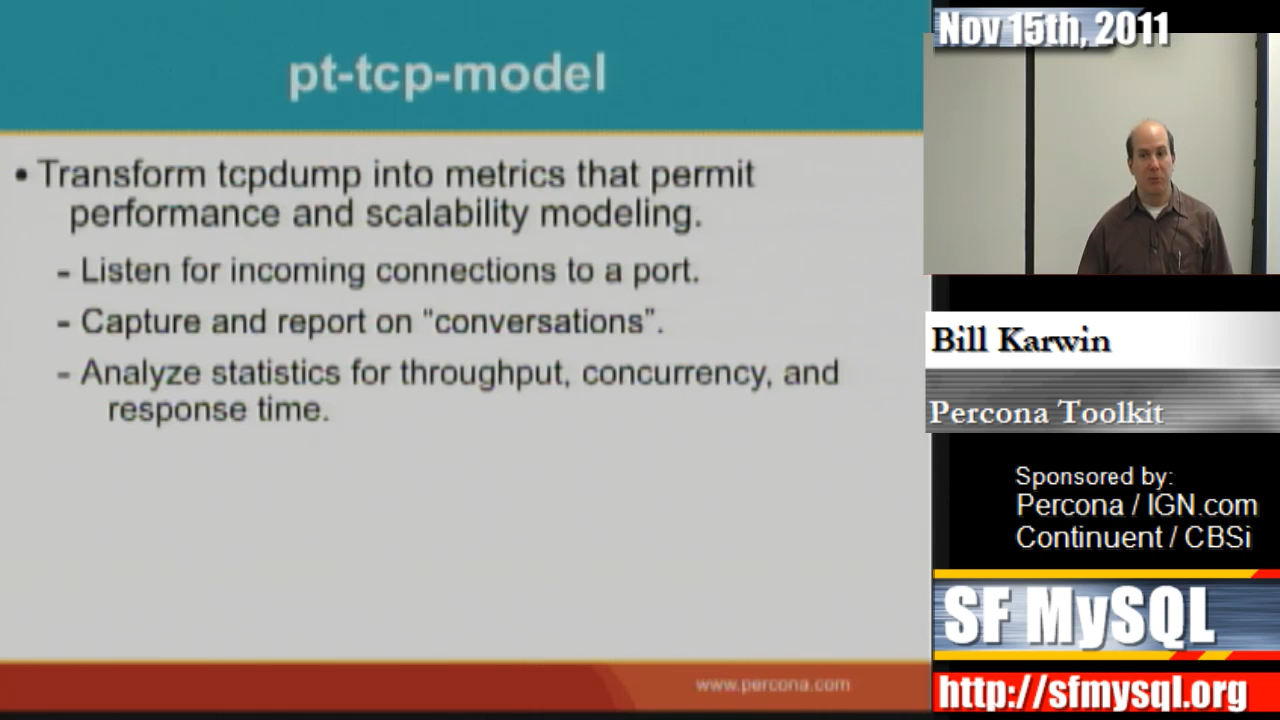 pt-tcp-model
• Transform tcpdump into metrics that permit
performance and scalability modeling.
- Listen for incoming connections to a port.
- Capture and report on “conversations”.
- Analyze statistics for throughput, concurrency, and
response time.
www.percona.com
Nov 15th, 2011
Bill Karwin
Percona Toolkit
Sponsored by:
Percona / IGN.com
Continuent / CBSi
SF MySQL
http://sfmysql.org